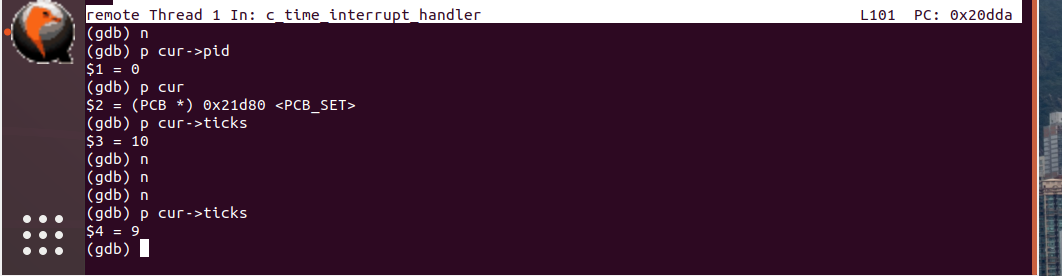 remote Thread 1 In: c_time_interrupt_handler L101 PC: 0x20dda
(gdb) n
(gdb) p cur->pid
$1 = 0
(gdb) p cur
$2 = (PCB *) 0x21d80 <PCB_SET>
(gdb) p cur->ticks
$3 = 10
(gdb) n
(gdb) n
(gdb) n
(gdb) p cur->ticks
$4 = 9
(gdb)